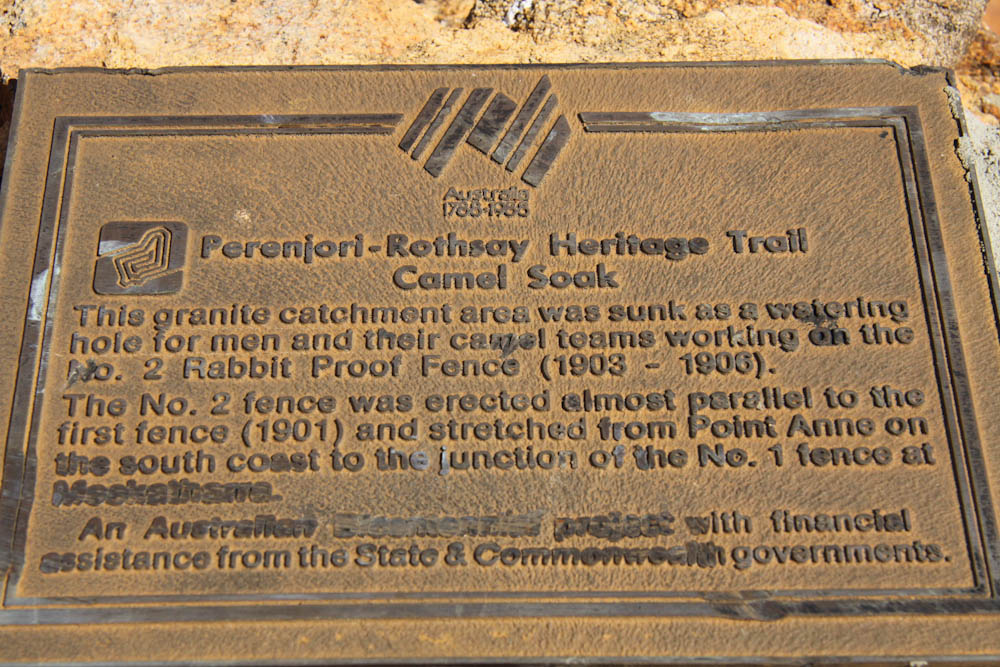 Australia
1788-1988
Perenjori-Rothsay Heritage Trail
Camel Soak
This granite catchment area was sunk as a watering
hole for men and their camel teams working on the
No. 2 Rabbit Proof Fence (1903 - 1906).
The No. 2 fence was erected almost parallel to the
first fence (1901) and stretched from Point Anne on
the south coast to the junction of the No. 1 fence at
Meekatharra.
An Australian Bicentennial project with financial
assistance from the State & Commonwealth governments.